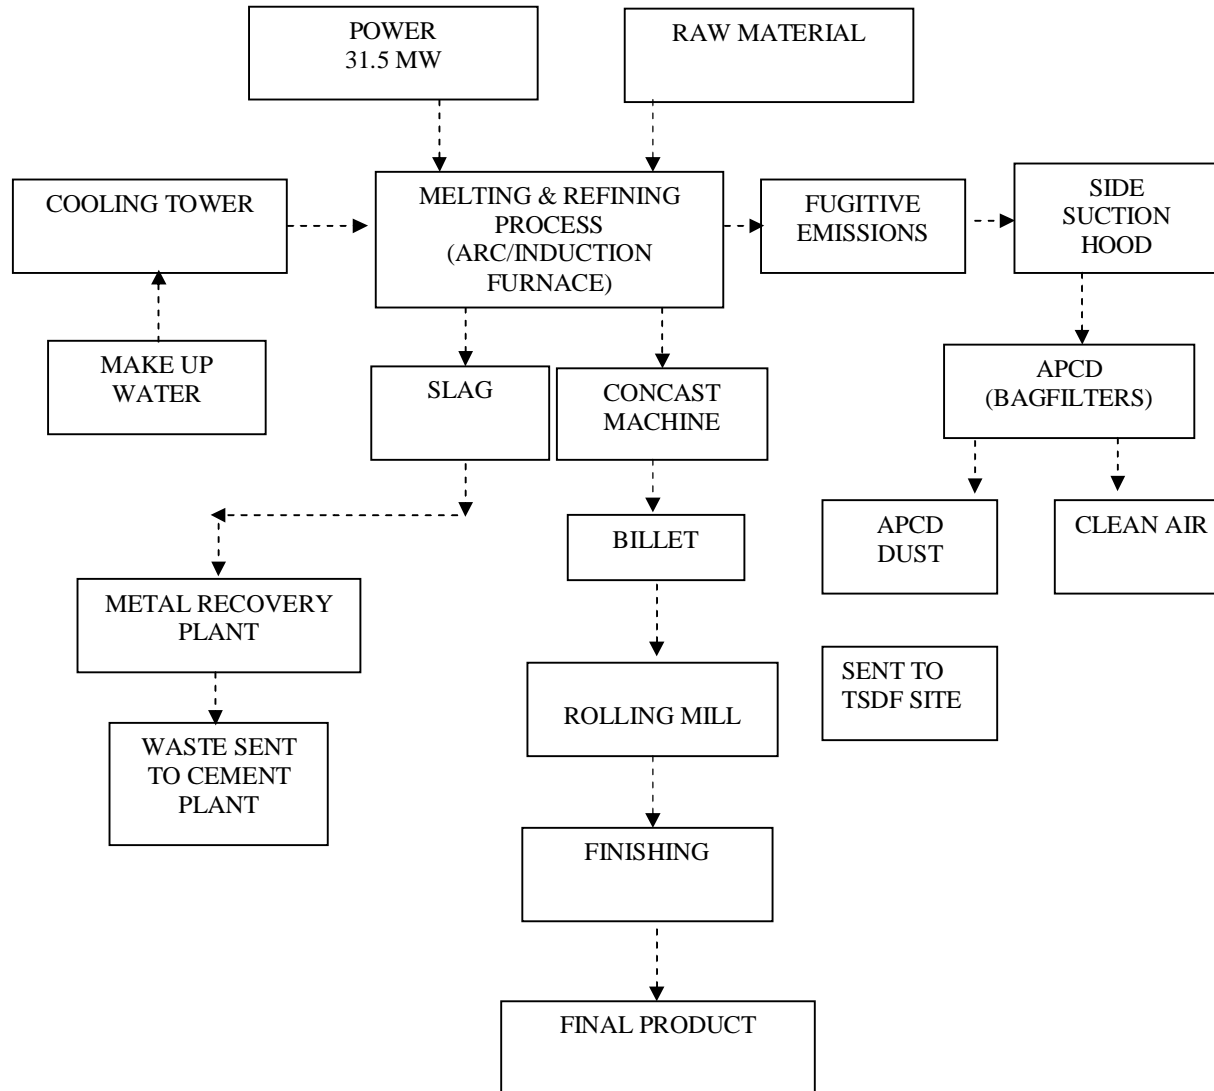 POWER
31.5 MW
RAW MATERIAL
COOLING TOWER
MELTING & REFINING
PROCESS
(ARC/INDUCTION
FURNACE)
FUGITIVE
EMISSIONS
SIDE
SUCTION
HOOD
MAKE UP
WATER
SLAG
CONCAST
MACHINE
APCD
(BAGFILTERS)
BILLET
APCD
DUST
CLEAN AIR
METAL RECOVERY
PLANT
ROLLING MILL
SENT TO
TSDF SITE
WASTE SENT
TO CEMENT
PLANT
FINISHING
FINAL PRODUCT